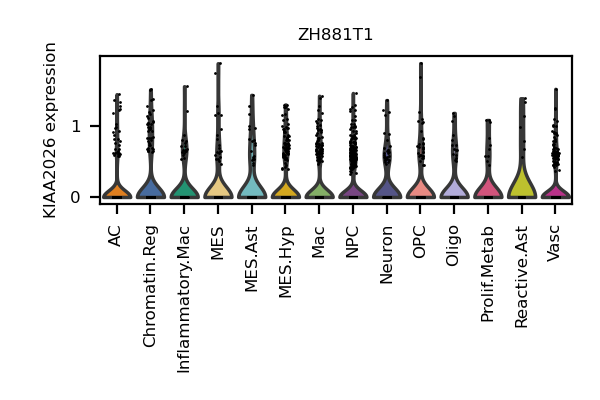 ZH881T1
KIAA2026 expression
1
0
AC
Chromatin.Reg
Inflammatory.Mac
MES
MES.Ast
MES.Hyp
Mac
NPC
Neuron
OPC
Oligo
Prolif.Metab
Reactive.Ast
Vasc